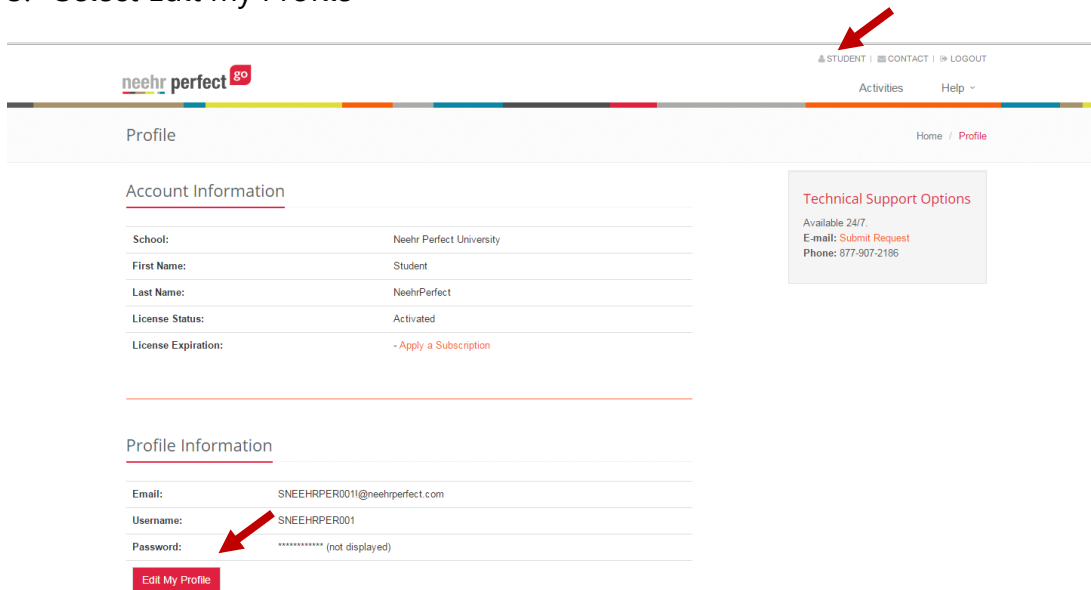 Select Edit My Profile
STUDENT | CONTACT | LOGOUT
neehr perfect go
Activities Help
Profile
Home / Profile
Account Information
Technical Support Options
Available 24/7.
School: Neehr Perfect University
E-mail: Submit Request
Phone: 877-907-2186
First Name: Student
Last Name: NeehrPerfect
License Status: Activated
License Expiration: - Apply a Subscription
Profile Information
Email: SNEEHRPER001!@neehrperfect.com
Username: SNEEHRPER001
Password: ************ (not displayed)
Edit My Profile